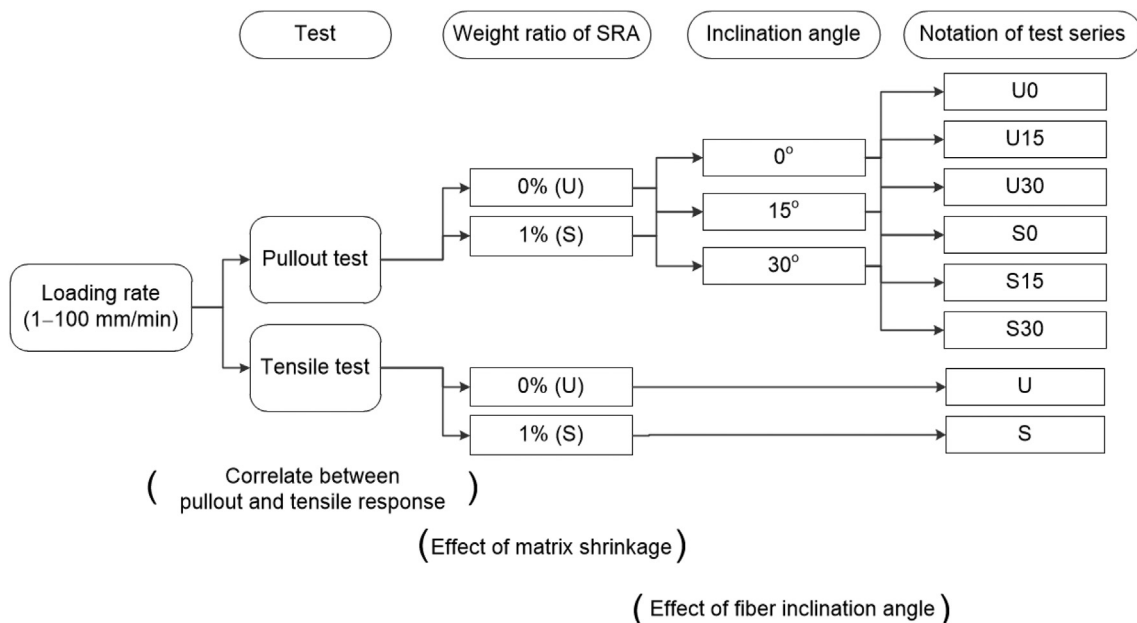 Test
Weight ratio of SRA
Inclination angle
Notation of test series
U0
U15
U30
S0
S15
S30
0°
15°
30°
0% (U)
1% (S)
Pullout test
Loading rate
(1–100 mm/min)
Tensile test
0% (U)
U
1% (S)
S
( Correlate between
pullout and tensile response )
(Effect of matrix shrinkage)
( Effect of fiber inclination angle )